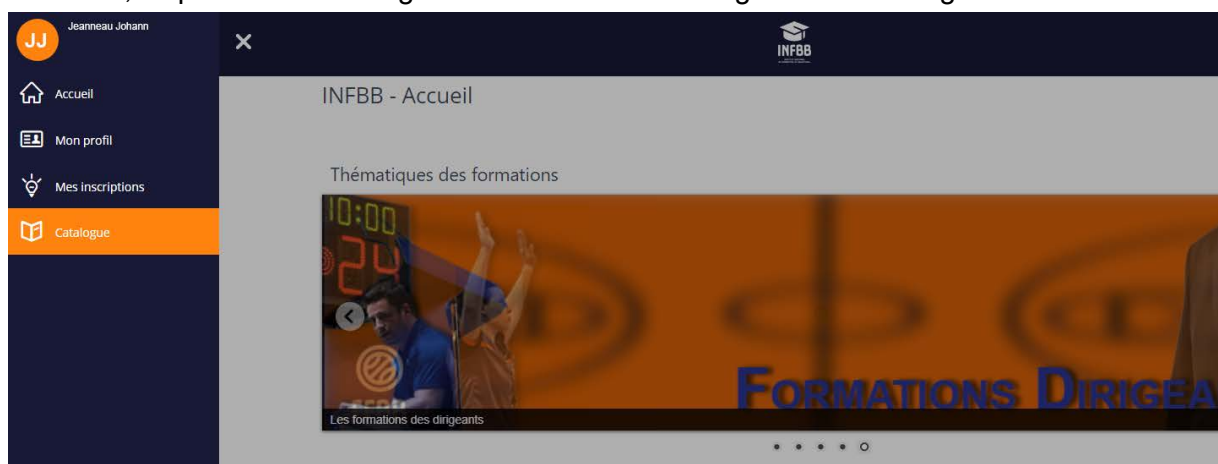 Jeanneau Johann
JJ
INFBB
Accueil
INFBB - Accueil
Mon profil
Thématiques des formations
Mes inscriptions
Catalogue
10:00
24
FORMATIONS DIRIGEA
Les formations des dirigeants